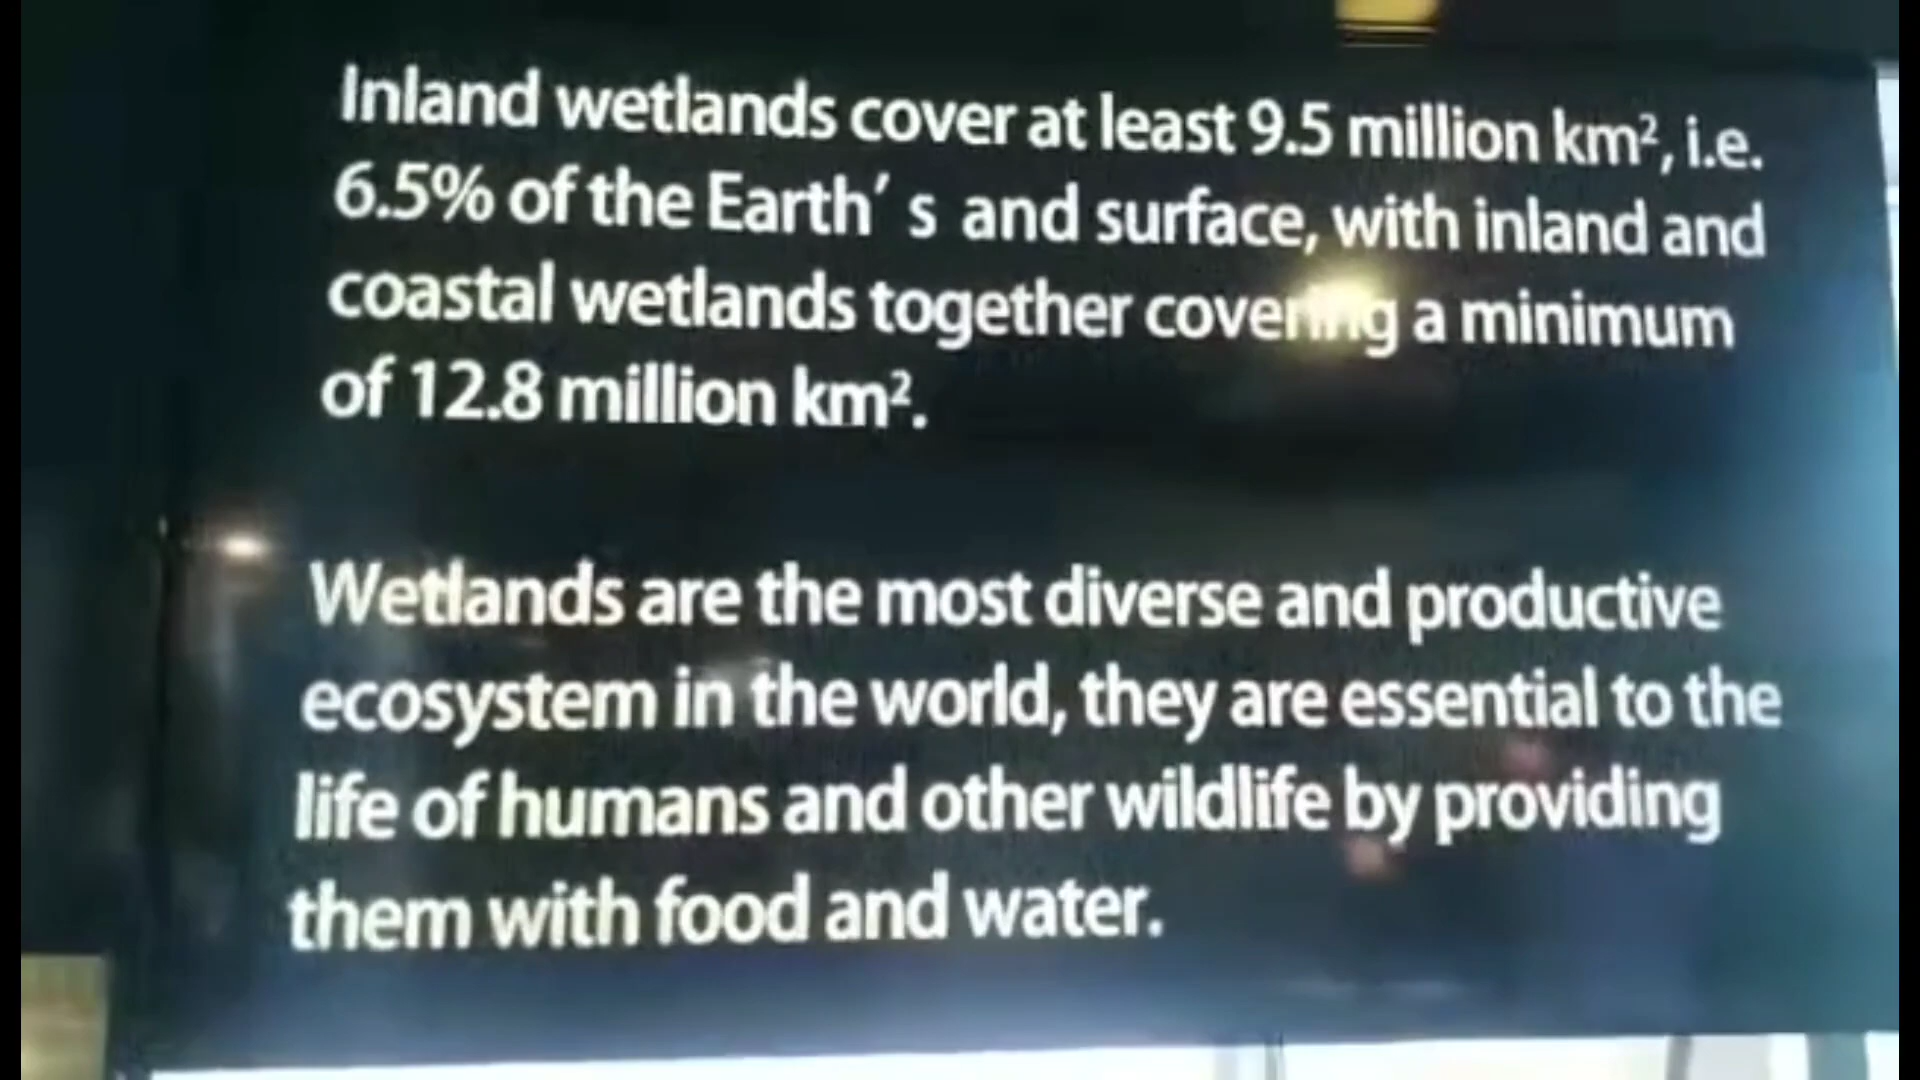 Inland wetlands cover at least 9.5 million km², i.e.
6.5% of the Earth’ s and surface, with inland and
coastal wetlands together covering a minimum
of 12.8 million km².
Wetlands are the most diverse and productive
ecosystem in the world, they are essential to the
life of humans and other wildlife by providing
them with food and water.